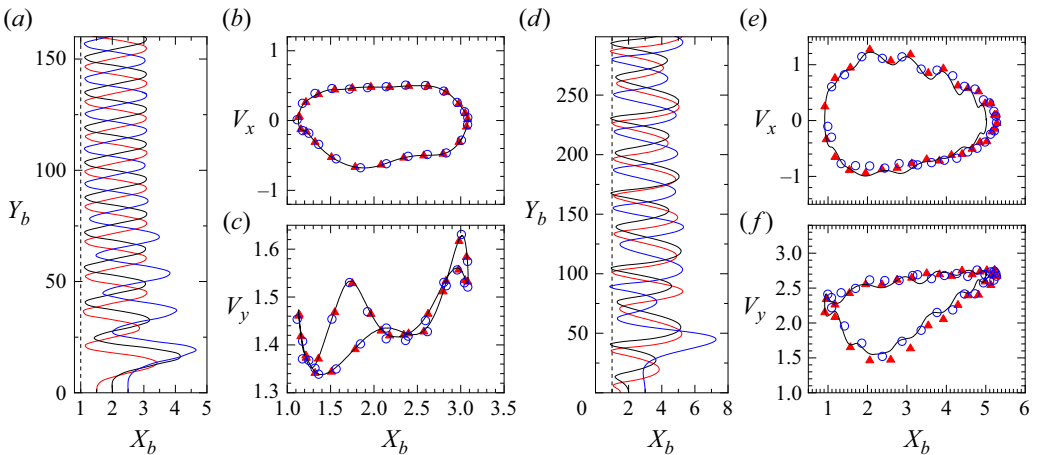 (a)
150
100
Y_b
50
0
1 2 3 4 5
X_b
(b)
1
V_x 0
−1
(c)
1.6
V_y 1.5
1.4
1.3
1.0 1.5 2.0 2.5 3.0 3.5
X_b
(d)
250
200
Y_b 150
100
50
0
0 2 4 6 8
X_b
(e)
1
V_x 0
−1
(f)
3.0
2.5
V_y 2.0
1.5
1.0
1 2 3 4 5 6
X_b